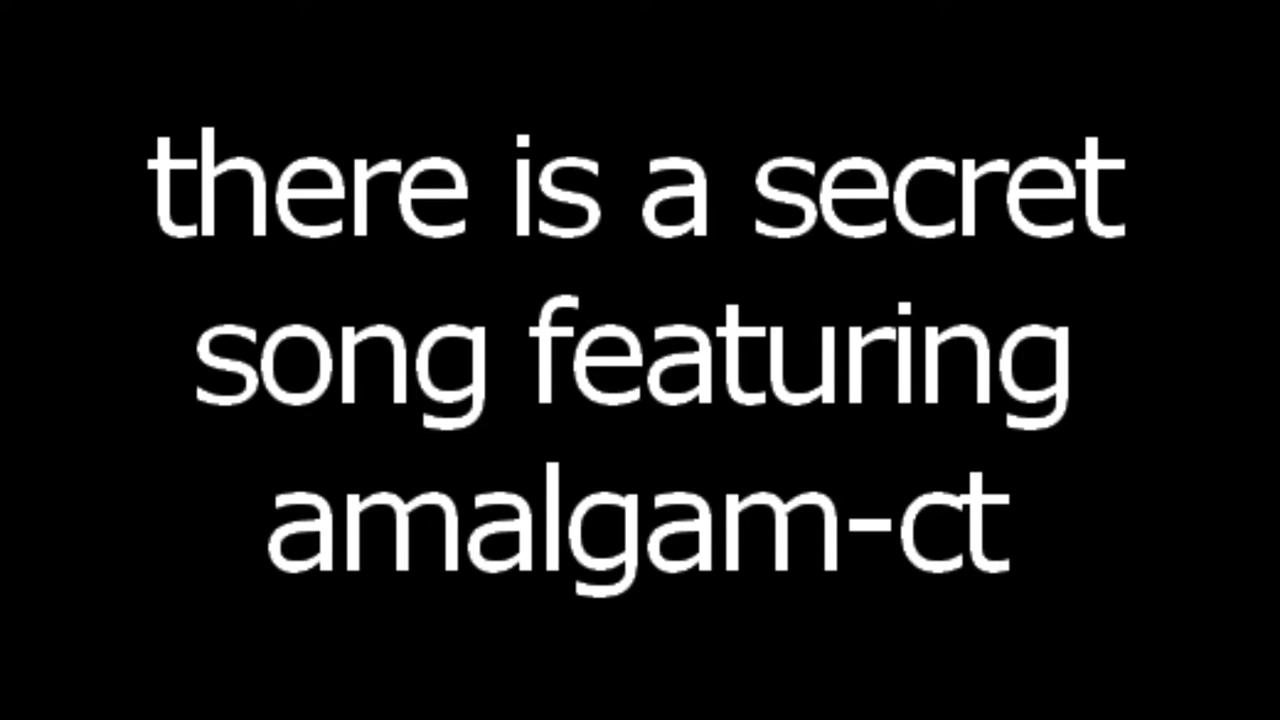 there is a secret
song featuring
amalgam-ct